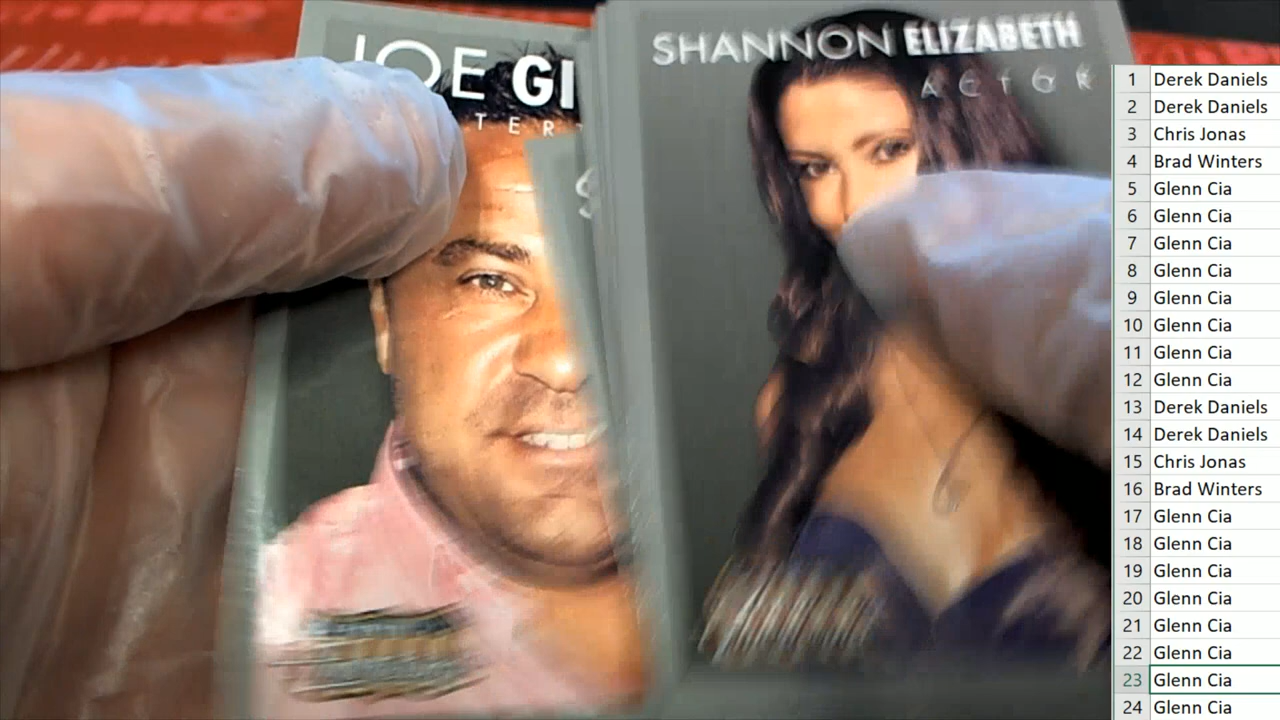 -PRO
JOE GI
TER
SHANNON ELIZABETH
ACTOR
1 Derek Daniels
2 Derek Daniels
3 Chris Jonas
4 Brad Winters
5 Glenn Cia
6 Glenn Cia
7 Glenn Cia
8 Glenn Cia
9 Glenn Cia
10 Glenn Cia
11 Glenn Cia
12 Glenn Cia
13 Derek Daniels
14 Derek Daniels
15 Chris Jonas
16 Brad Winters
17 Glenn Cia
18 Glenn Cia
19 Glenn Cia
20 Glenn Cia
21 Glenn Cia
22 Glenn Cia
23 Glenn Cia
24 Glenn Cia